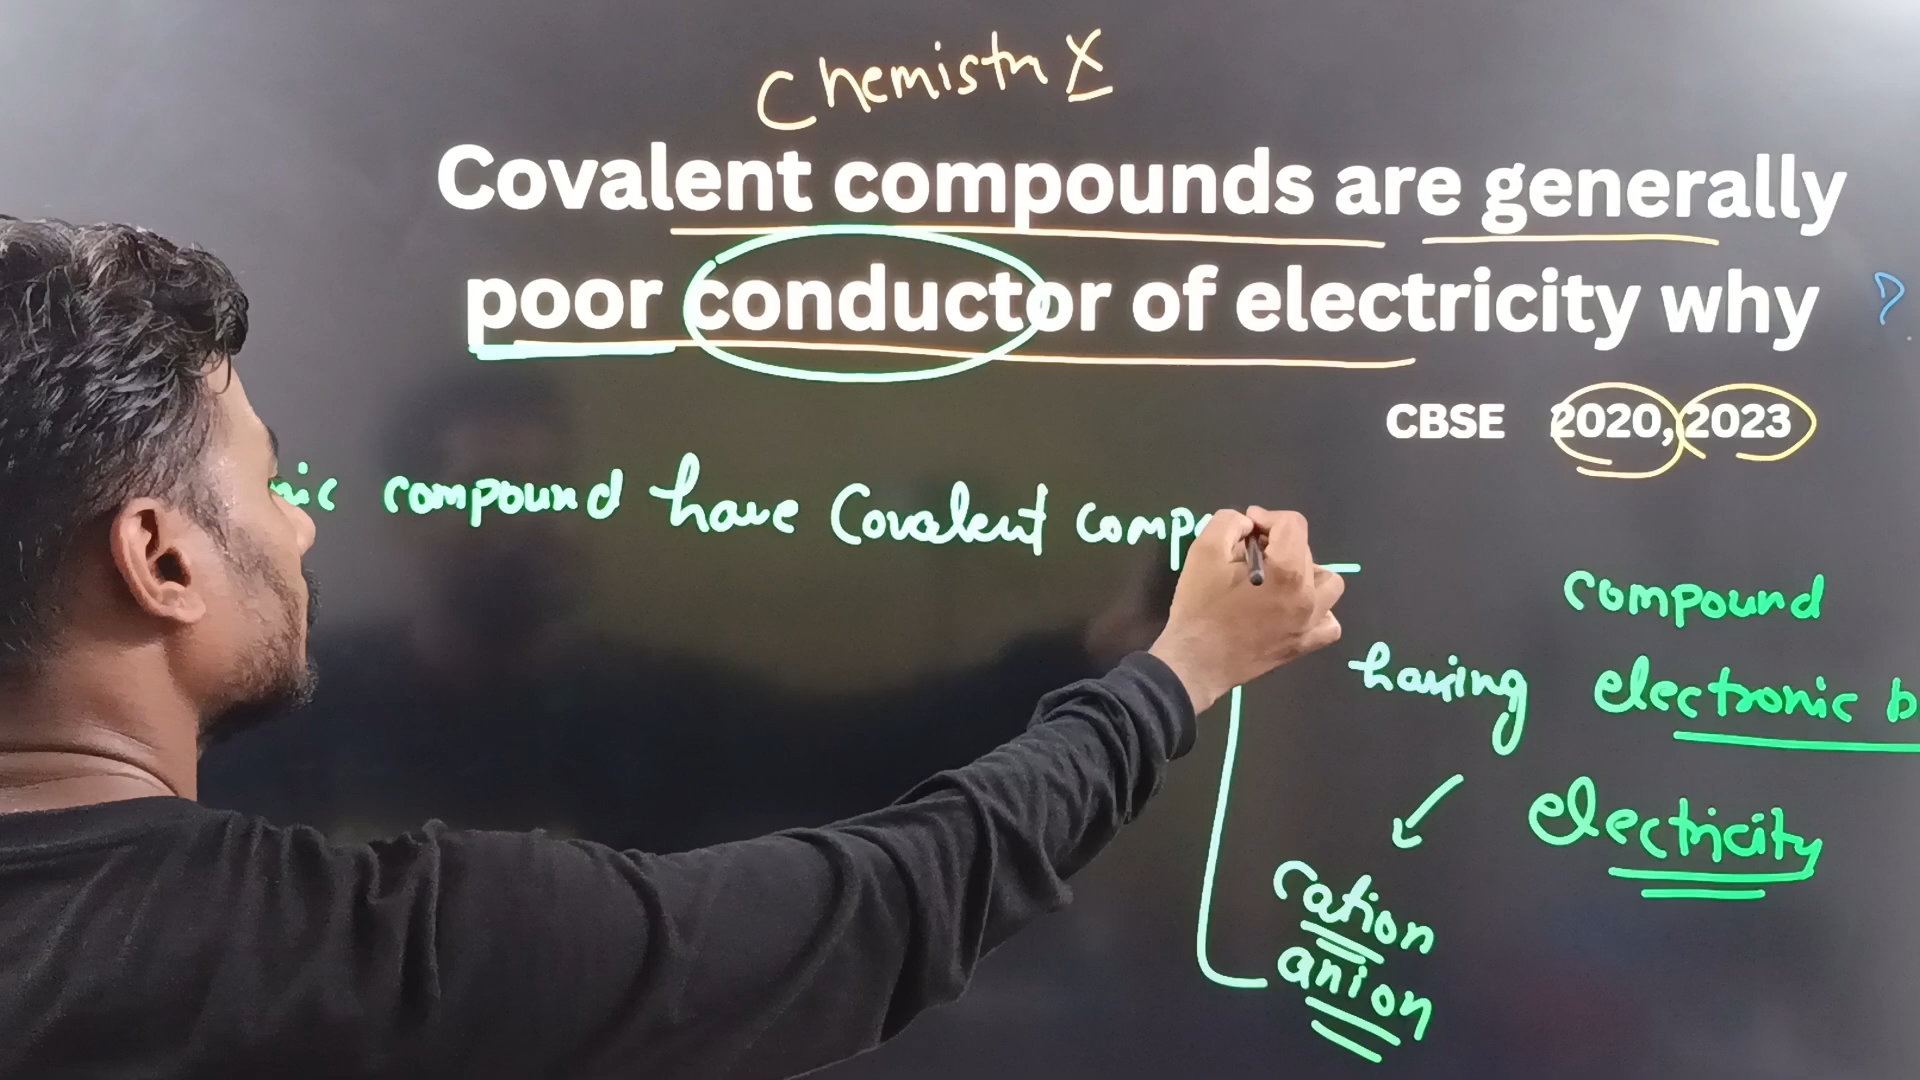 Chemistry X
Covalent compounds are generally
poor conductor of electricity why ?
CBSE 2020, 2023
compound have Covalent
compound
having electronic
electricity
cation
anion